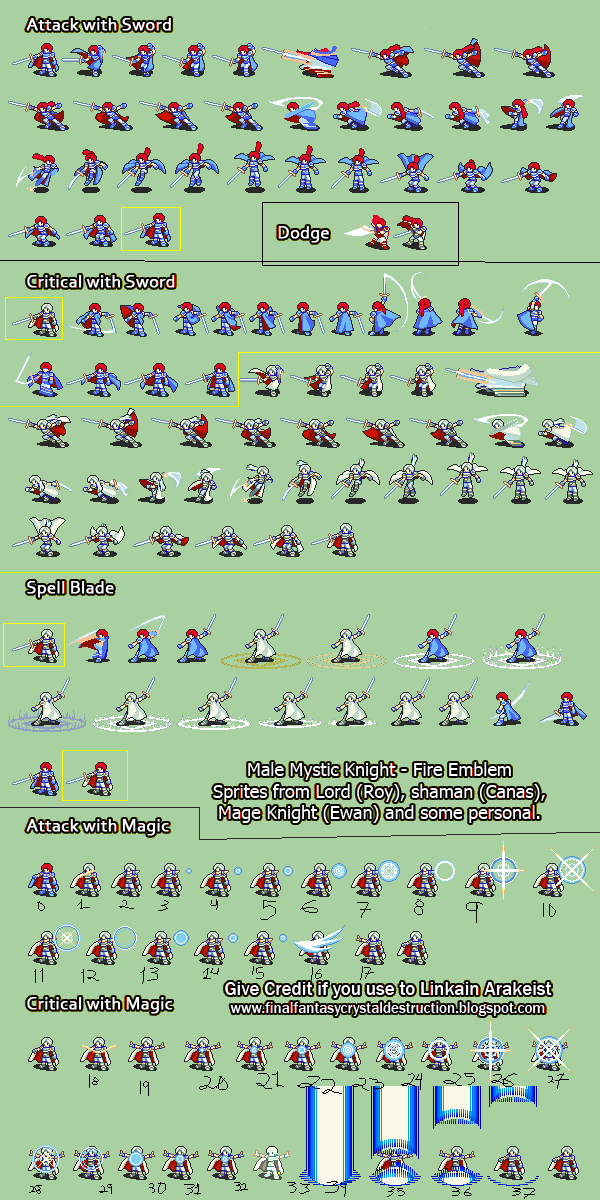 Attack with Sword
Dodge
Critical with Sword
Spell Blade
Male Mystic Knight - Fire Emblem
Sprites from Lord (Roy), shaman (Canas),
Mage Knight (Ewan) and some personal.
Attack with Magic
0 1 2 3 4 5 6 7 8 9 10
11 12 13 14 15 16 17
Give Credit if you use to Linkain Arakeist
www.finalfantasycrystaldestruction.blogspot.com
Critical with Magic
18 19 20 21 22 23 24 25 26 27
28 29 30 31 32 33 34 35 36 37